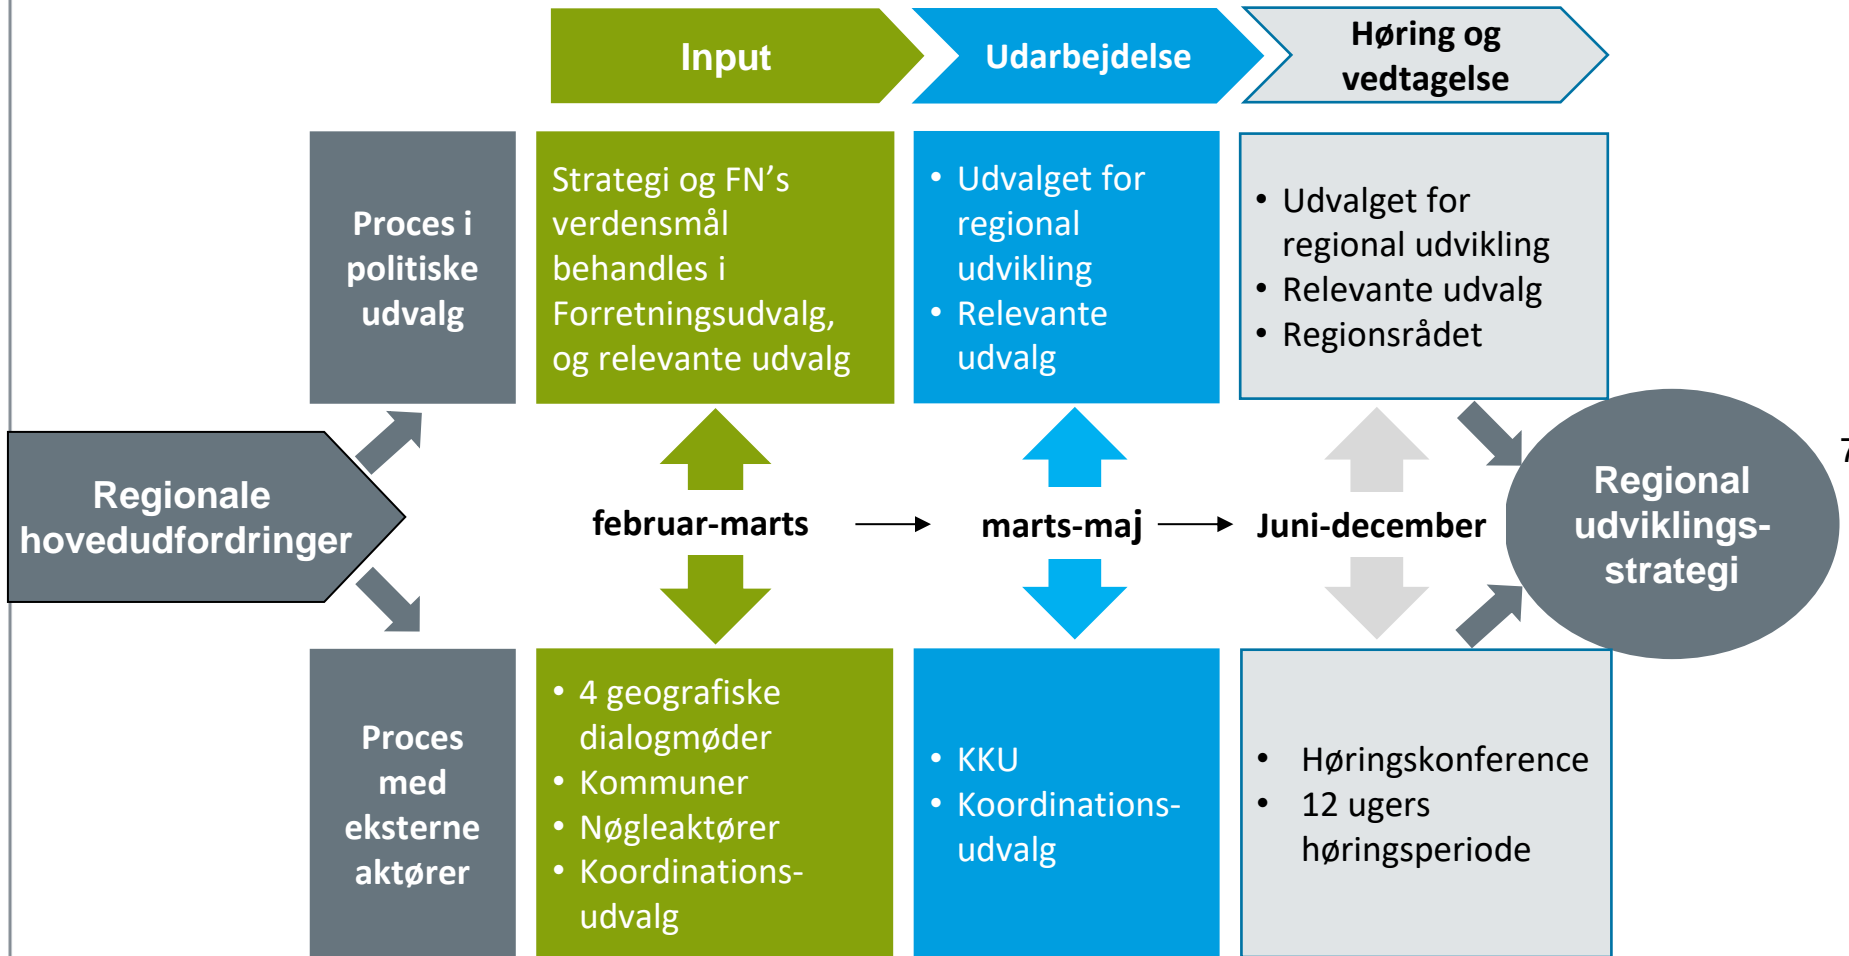 Input
Udarbejdelse
Høring og
vedtagelse
Proces i
politiske
udvalg
Strategi og FN’s
verdensmål
behandles i
Forretningsudvalg,
og relevante udvalg
• Udvalget for
regional
udvikling
• Relevante
udvalg
• Udvalget for
regional udvikling
• Relevante udvalg
• Regionsrådet
Regionale
hovedudfordringer
februar-marts
marts-maj
Juni-december
Regional
udviklings-
strategi
7
Proces
med
eksterne
aktører
• 4 geografiske
dialogmøder
• Kommuner
• Nøgleaktører
• Koordinations-
udvalg
• KKU
• Koordinations-
udvalg
• Høringskonference
• 12 ugers
høringsperiode